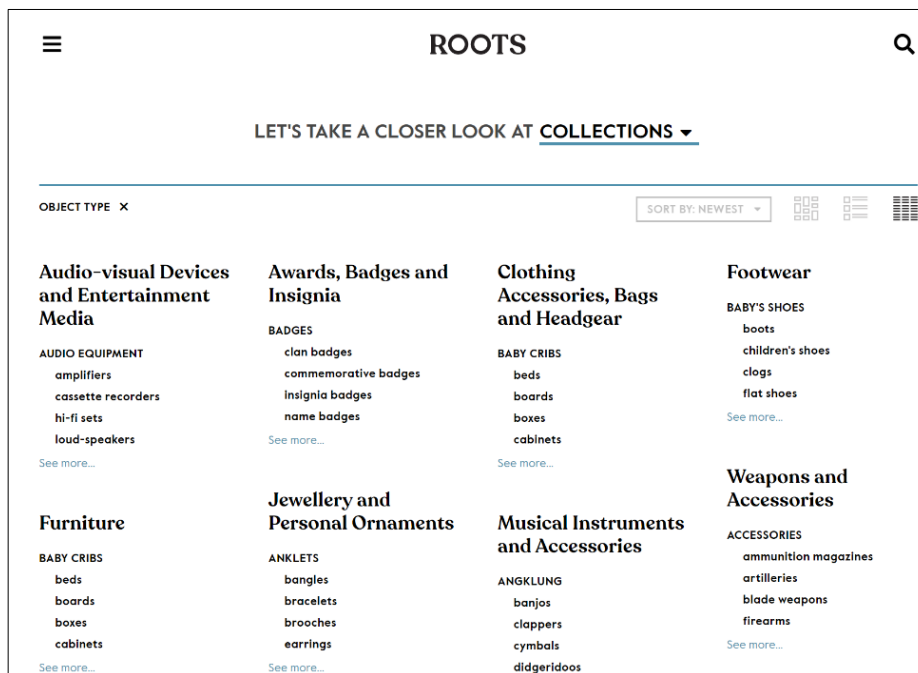 ROOTS
LET'S TAKE A CLOSER LOOK AT COLLECTIONS
OBJECT TYPE ✕
SORT BY: NEWEST
Audio-visual Devices
and Entertainment
Media
AUDIO EQUIPMENT
amplifiers
cassette recorders
hi-fi sets
loud-speakers
See more...
Awards, Badges and
Insignia
BADGES
clan badges
commemorative badges
insignia badges
name badges
See more...
Clothing
Accessories, Bags
and Headgear
BABY CRIBS
beds
boards
boxes
cabinets
See more...
Footwear
BABY'S SHOES
boots
children's shoes
clogs
flat shoes
See more...
Furniture
BABY CRIBS
beds
boards
boxes
cabinets
See more...
Jewellery and
Personal Ornaments
ANKLETS
bangles
bracelets
brooches
earrings
See more...
Musical Instruments
and Accessories
ANGKLUNG
banjos
clappers
cymbals
didgeridoos
Weapons and
Accessories
ACCESSORIES
ammunition magazines
artilleries
blade weapons
firearms
See more...